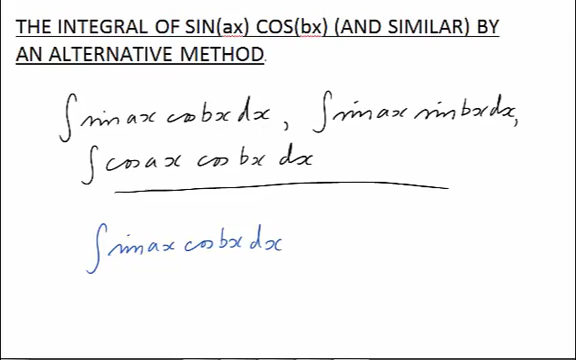 THE INTEGRAL OF SIN(ax) COS(bx) (AND SIMILAR) BY
AN ALTERNATIVE METHOD.
∫ sin ax cos bx dx, ∫ sin ax sin bx dx,
∫ cos ax cos bx dx
∫ sin ax cos bx dx